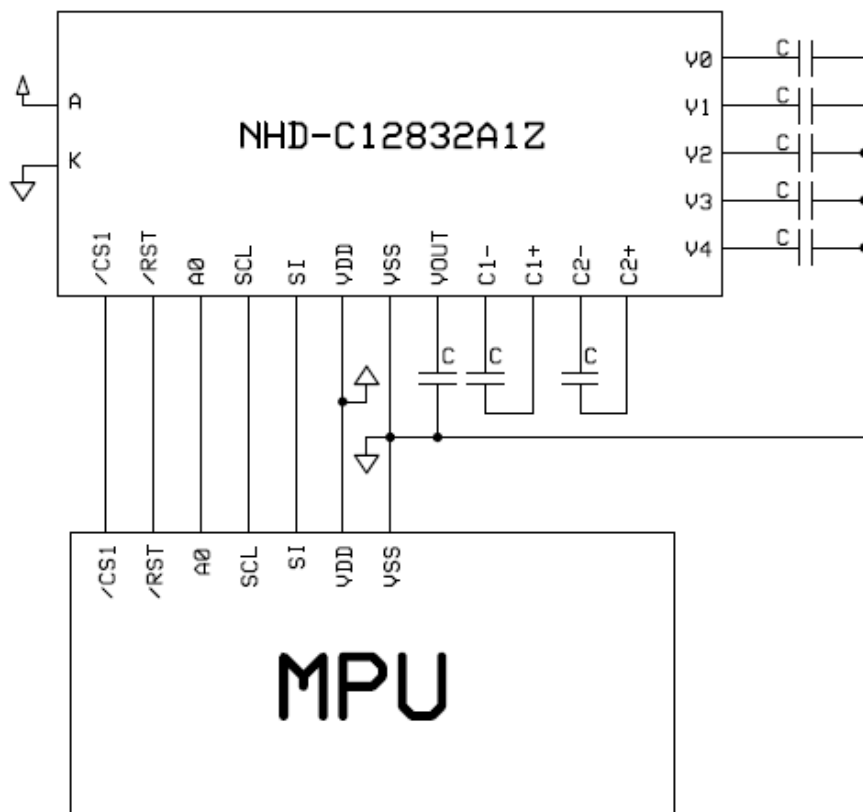 V0 C
A V1 C
NHD-C12832A1Z
K V2 C
V3 C
V4 C
/CS1 /RST A0 SCL SI VDD VSS VOUT C1- C1+ C2- C2+
C C C
/CS1 /RST A0 SCL SI VDD VSS
MPU